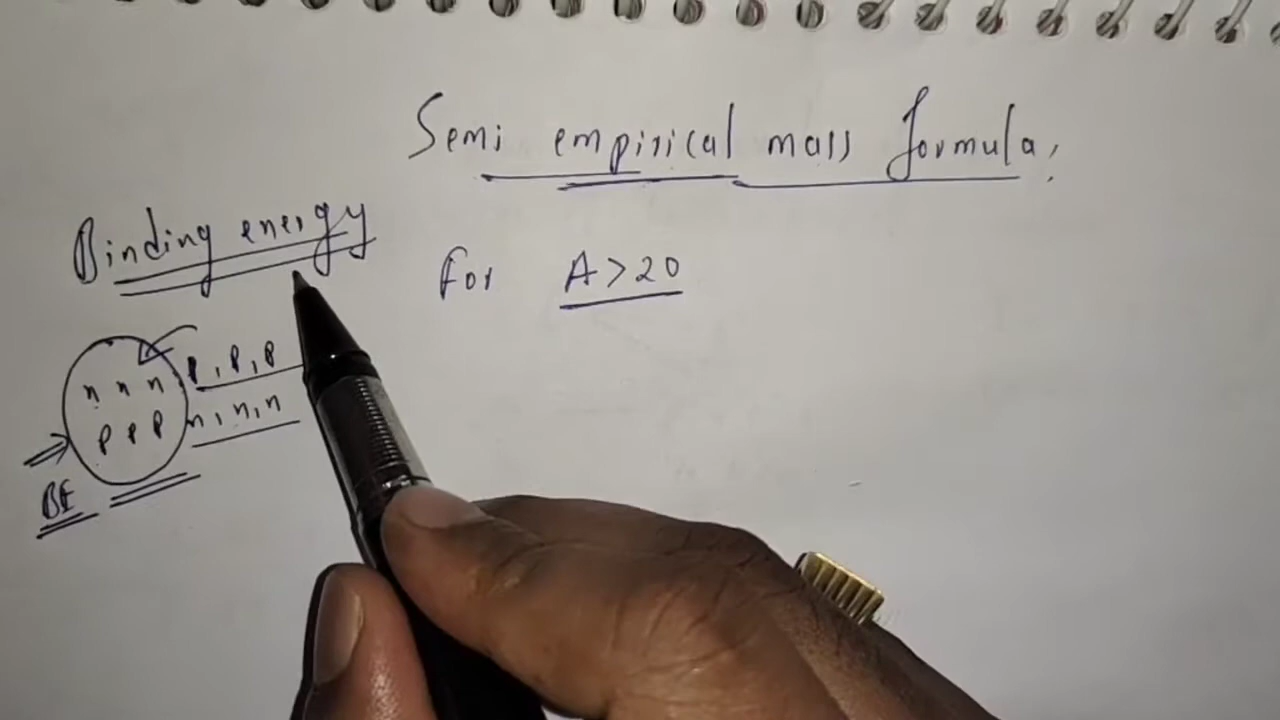 Semi empirical mass formula,
Binding energy
For A>20
n n n P, P, P
P P P n, n, n
BE